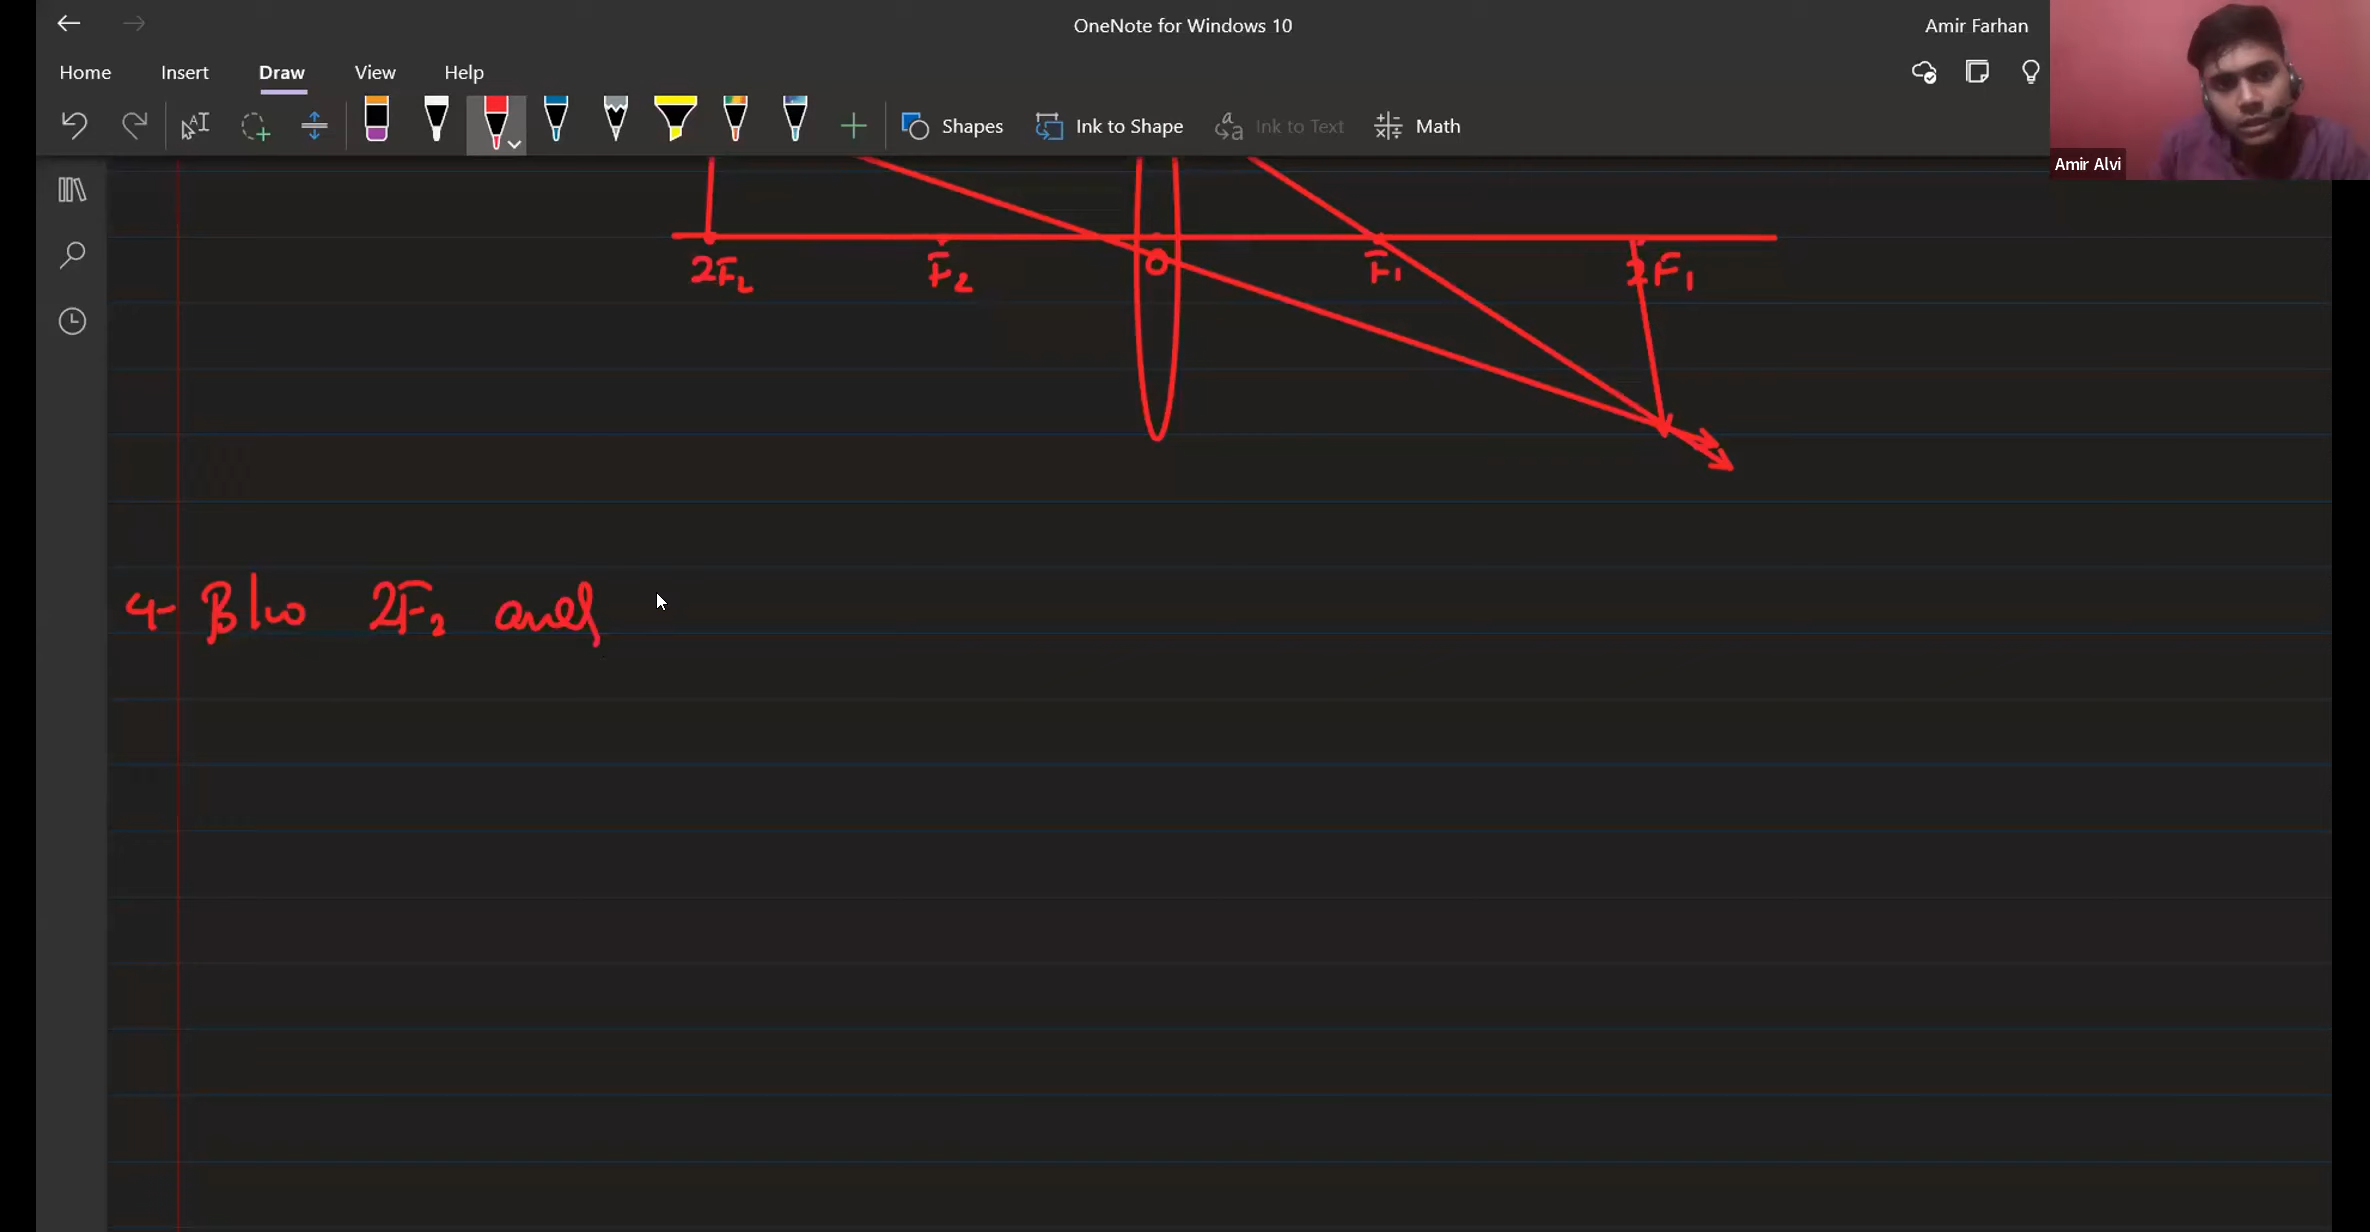 OneNote for Windows 10
Amir Farhan
Home Insert Draw View Help
Shapes Ink to Shape Ink to Text Math
Amir Alvi
2F2 F2 O F1 2F1
4- B/w 2F2 and